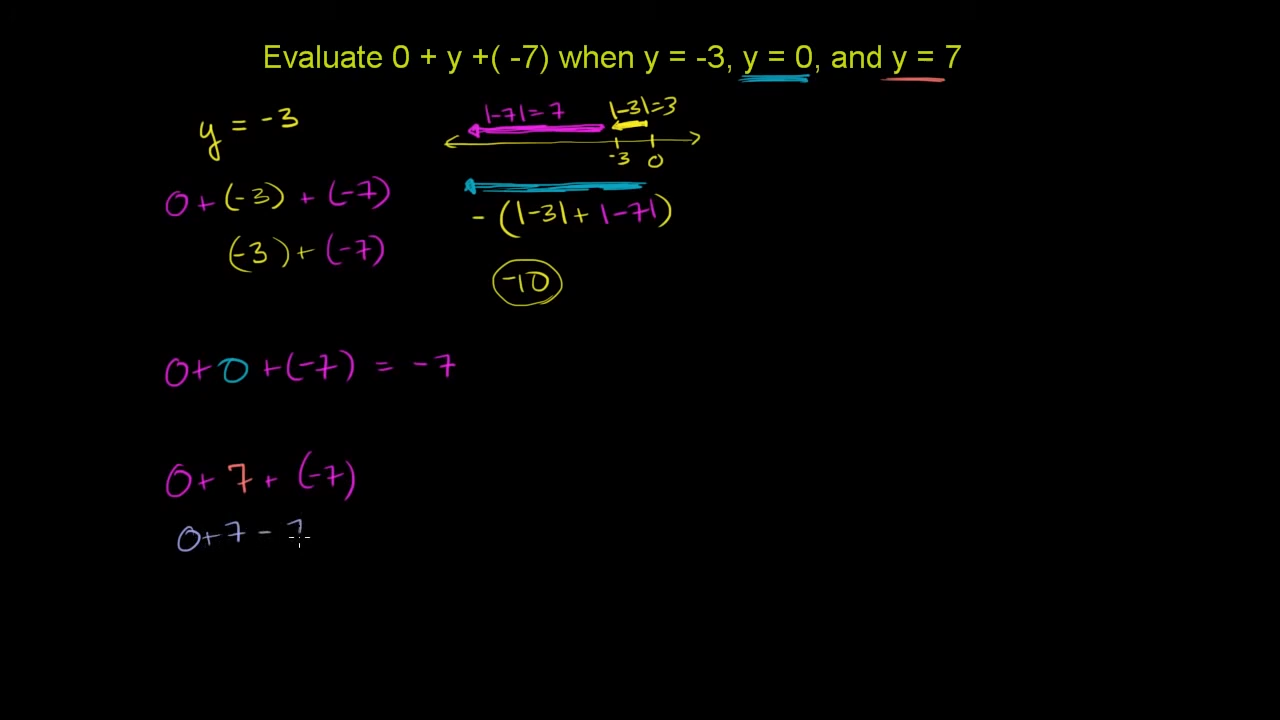 Evaluate 0 + y +( -7) when y = -3, y = 0, and y = 7
y = -3
|-7| = 7
|-3| = 3
-3 0
0 + (-3) + (-7)
(-3) + (-7)
- (|-3| + |-7|)
-10
0 + 0 + (-7) = -7
0 + 7 + (-7)
0 + 7 - 7